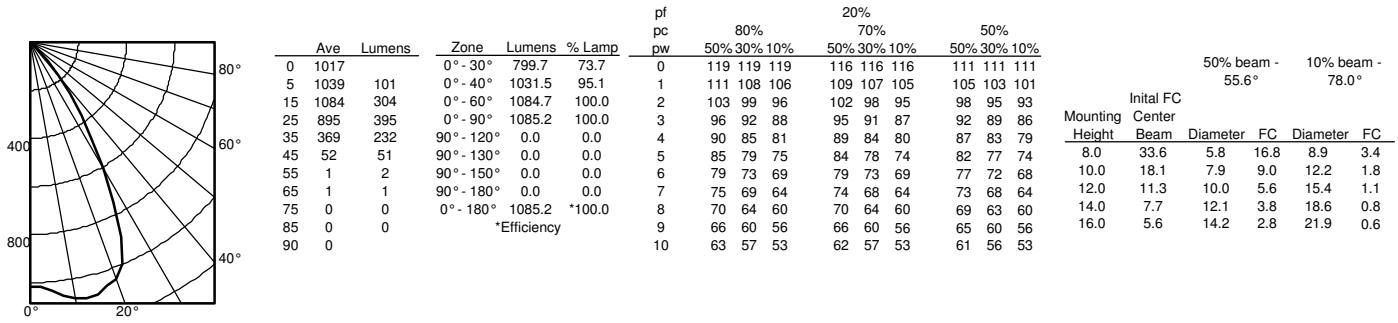 400
800
0°
20°
40°
60°
80°
Ave Lumens
0 1017
5 1039 101
15 1084 304
25 895 395
35 369 232
45 52 51
55 1 2
65 1 1
75 0 0
85 0 0
90 0
Zone Lumens % Lamp
0°- 30° 799.7 73.7
0°- 40° 1031.5 95.1
0°- 60° 1084.7 100.0
0°- 90° 1085.2 100.0
90°- 120° 0.0 0.0
90°- 130° 0.0 0.0
90°- 150° 0.0 0.0
90°- 180° 0.0 0.0
0°- 180° 1085.2 *100.0
*Efficiency
pf 20%
pc 80% 70% 50%
pw 50% 30% 10% 50% 30% 10% 50% 30% 10%
0 119 119 119 116 116 116 111 111 111
1 111 108 106 109 107 105 105 103 101
2 103 99 96 102 98 95 98 95 93
3 96 92 88 95 91 87 92 89 86
4 90 85 81 89 84 80 87 83 79
5 85 79 75 84 78 74 82 77 74
6 79 73 69 79 73 69 77 72 68
7 75 69 64 74 68 64 73 68 64
8 70 64 60 70 64 60 69 63 60
9 66 60 56 66 60 56 65 60 56
10 63 57 53 62 57 53 61 56 53
50% beam - 10% beam -
55.6° 78.0°
Inital FC
Mounting Center
Height Beam Diameter FC Diameter FC
8.0 33.6 5.8 16.8 8.9 3.4
10.0 18.1 7.9 9.0 12.2 1.8
12.0 11.3 10.0 5.6 15.4 1.1
14.0 7.7 12.1 3.8 18.6 0.8
16.0 5.6 14.2 2.8 21.9 0.6